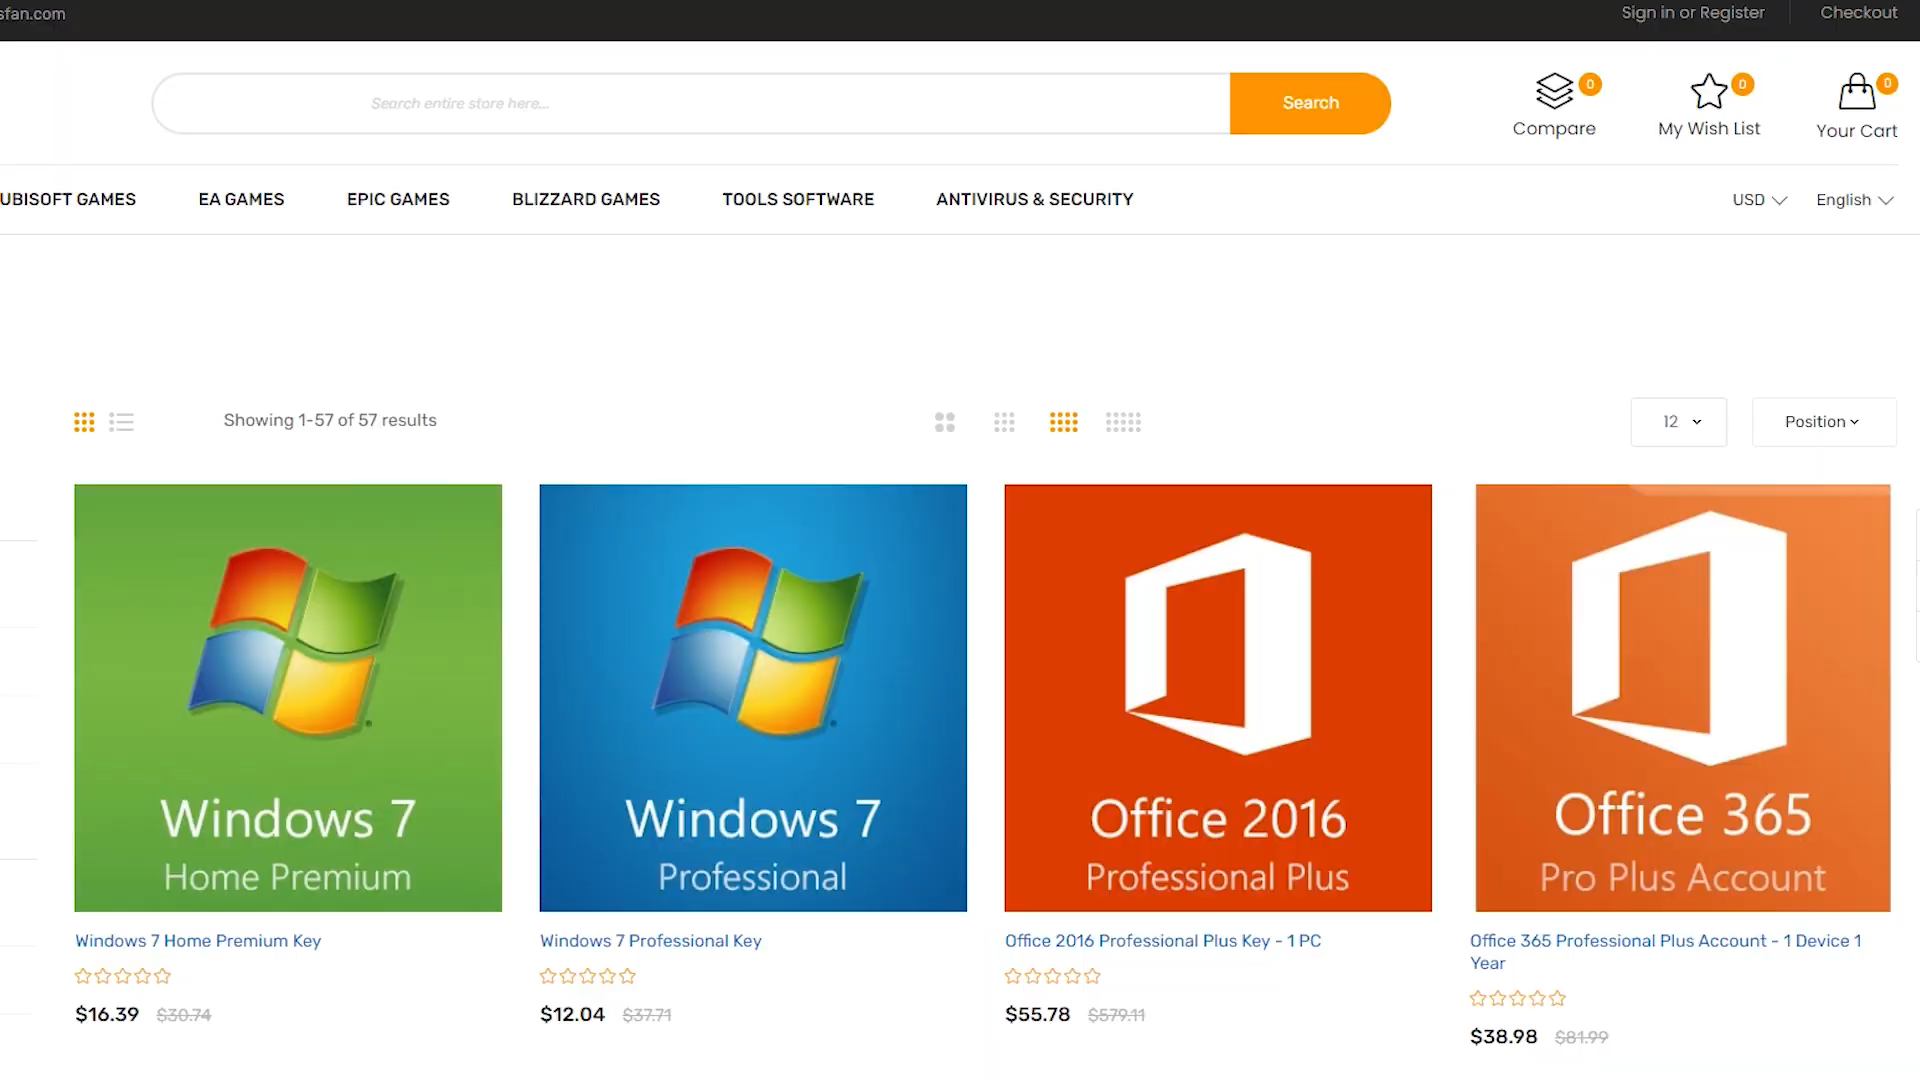 sfan.com
Sign in or Register
Checkout
Search entire store here...
Search
0
Compare
0
My Wish List
0
Your Cart
UBISOFT GAMES
EA GAMES
EPIC GAMES
BLIZZARD GAMES
TOOLS SOFTWARE
ANTIVIRUS & SECURITY
USD
English
Showing 1-57 of 57 results
12
Position
Windows 7
Home Premium
Windows 7
Professional
Office 2016
Professional Plus
Office 365
Pro Plus Account
Windows 7 Home Premium Key
$16.39 $30.74
Windows 7 Professional Key
$12.04 $37.71
Office 2016 Professional Plus Key - 1 PC
$55.78 $579.11
Office 365 Professional Plus Account - 1 Device 1
Year
$38.98 $81.99